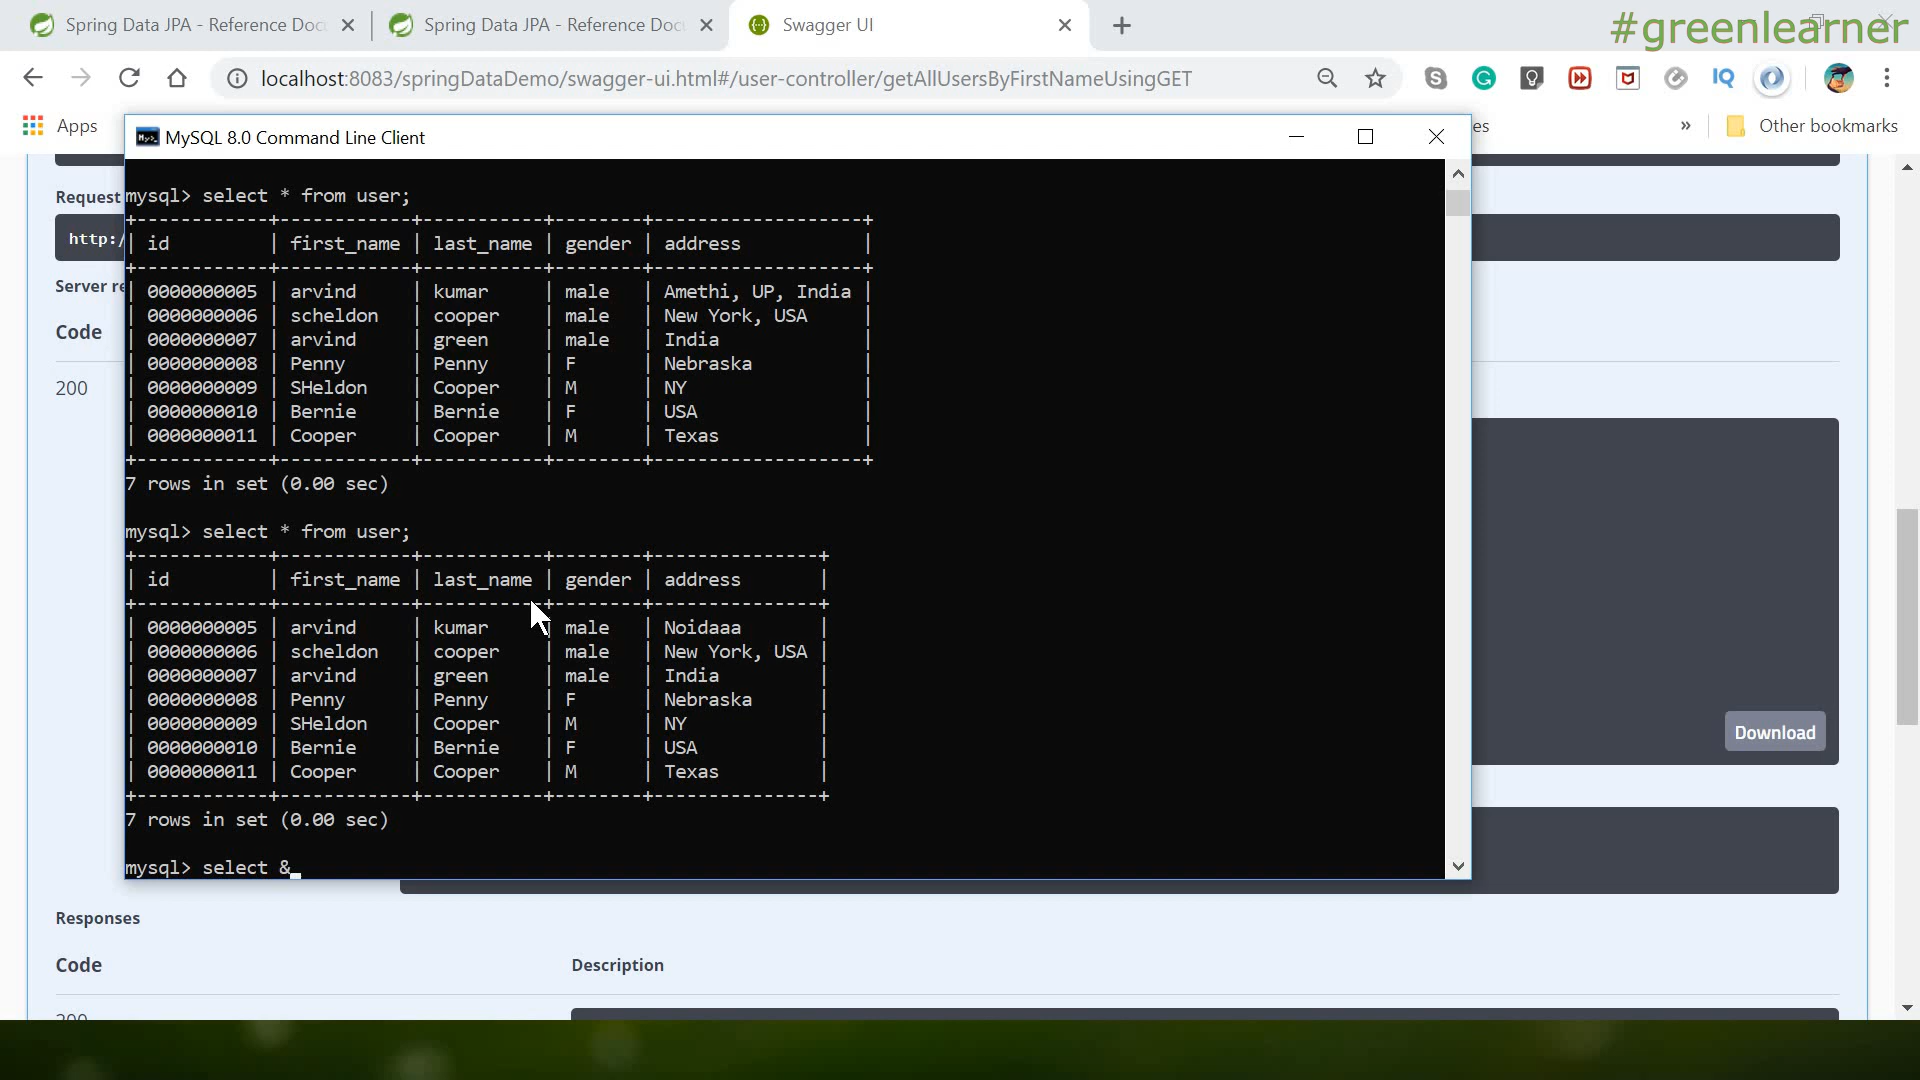 Spring Data JPA - Reference Doc
Spring Data JPA - Reference Docu
Swagger UI
#greenlearner
localhost:8083/springDataDemo/swagger-ui.html#/user-controller/getAllUsersByFirstNameUsingGET
Apps
es
»
Other bookmarks
MySQL 8.0 Command Line Client
Request
http:/
Server re
Code
200
mysql> select * from user;
+------------+------------+-----------+--------+-------------------+
| id         | first_name | last_name | gender | address           |
+------------+------------+-----------+--------+-------------------+
| 0000000005 | arvind     | kumar     | male   | Amethi, UP, India |
| 0000000006 | scheldon   | cooper    | male   | New York, USA     |
| 0000000007 | arvind     | green     | male   | India             |
| 0000000008 | Penny      | Penny     | F      | Nebraska          |
| 0000000009 | SHeldon    | Cooper    | M      | NY                |
| 0000000010 | Bernie     | Bernie    | F      | USA               |
| 0000000011 | Cooper     | Cooper    | M      | Texas             |
+------------+------------+-----------+--------+-------------------+
7 rows in set (0.00 sec)
mysql> select * from user;
+------------+------------+-----------+--------+---------------+
| id         | first_name | last_name | gender | address       |
+------------+------------+-----------+--------+---------------+
| 0000000005 | arvind     | kumar     | male   | Noidaaa       |
| 0000000006 | scheldon   | cooper    | male   | New York, USA |
| 0000000007 | arvind     | green     | male   | India         |
| 0000000008 | Penny      | Penny     | F      | Nebraska      |
| 0000000009 | SHeldon    | Cooper    | M      | NY            |
| 0000000010 | Bernie     | Bernie    | F      | USA           |
| 0000000011 | Cooper     | Cooper    | M      | Texas         |
+------------+------------+-----------+--------+---------------+
7 rows in set (0.00 sec)
mysql> select &
Download
Responses
Code
Description
200